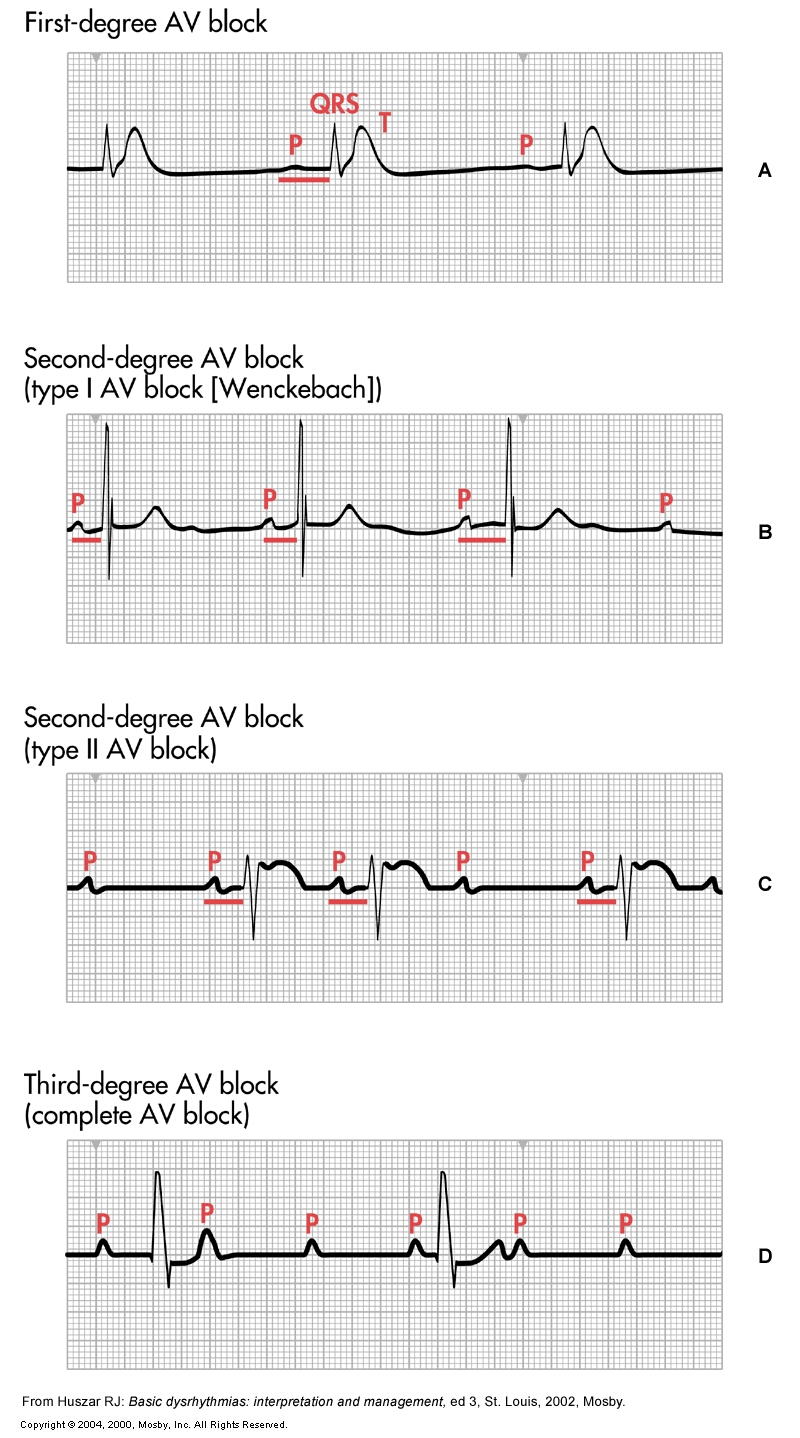 First-degree AV block
QRS
T
P
P
A
Second-degree AV block
(type I AV block [Wenckebach])
P
P
P
P
B
Second-degree AV block
(type II AV block)
P
P
P
P
P
C
Third-degree AV block
(complete AV block)
P
P
P
P
P
P
D
From Huszar RJ: Basic dysrhythmias: interpretation and management, ed 3, St. Louis, 2002, Mosby.
Copyright © 2004, 2000, Mosby, Inc. All Rights Reserved.